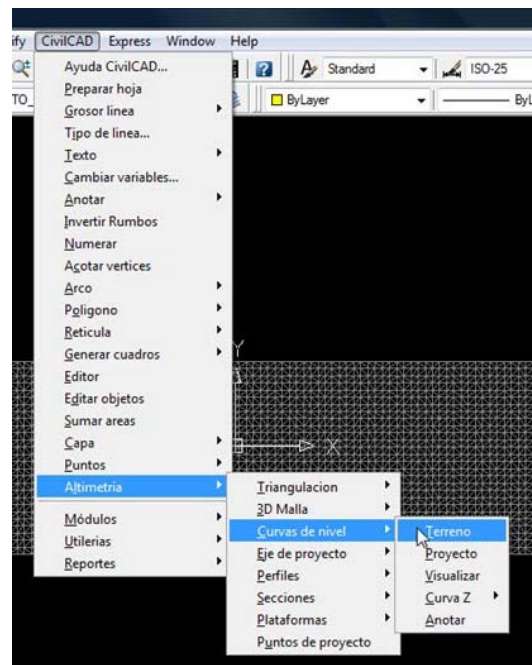 ify CivilCAD Express Window Help
Ayuda CivilCAD...
Standard
ISO-25
Preparar hoja
TO_
ByLayer
ByL
Grosor linea
Tipo de linea...
Texto
Cambiar variables...
Anotar
Invertir Rumbos
Numerar
Acotar vertices
Arco
Poligono
Reticula
Generar cuadros
Y
Editor
Editar objetos
Sumar areas
Capa
X
Puntos
Altimetria
Triangulacion
3D Malla
Módulos
Curvas de nivel
Terreno
Utilerias
Eje de proyecto
Proyecto
Reportes
Perfiles
Visualizar
Secciones
Curva Z
Plataformas
Anotar
Puntos de proyecto